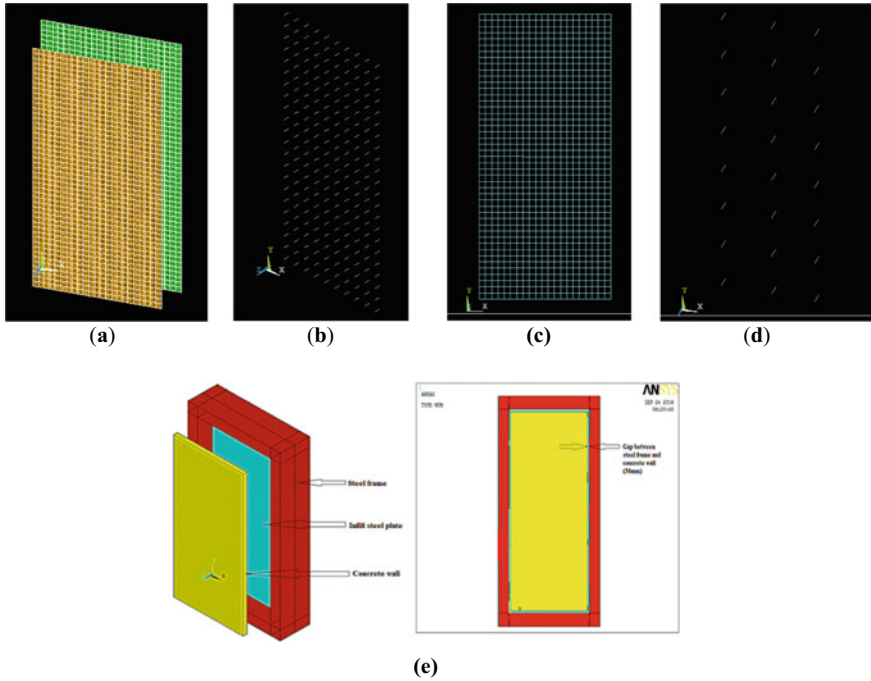 Y
X
(a)
Y
Z X
(b)
Y
X
(c)
Y
X
(d)
Steel frame
Infill steel plate
Concrete wall
ANSYS
Gap between
steel frame and
concrete wall
(e)